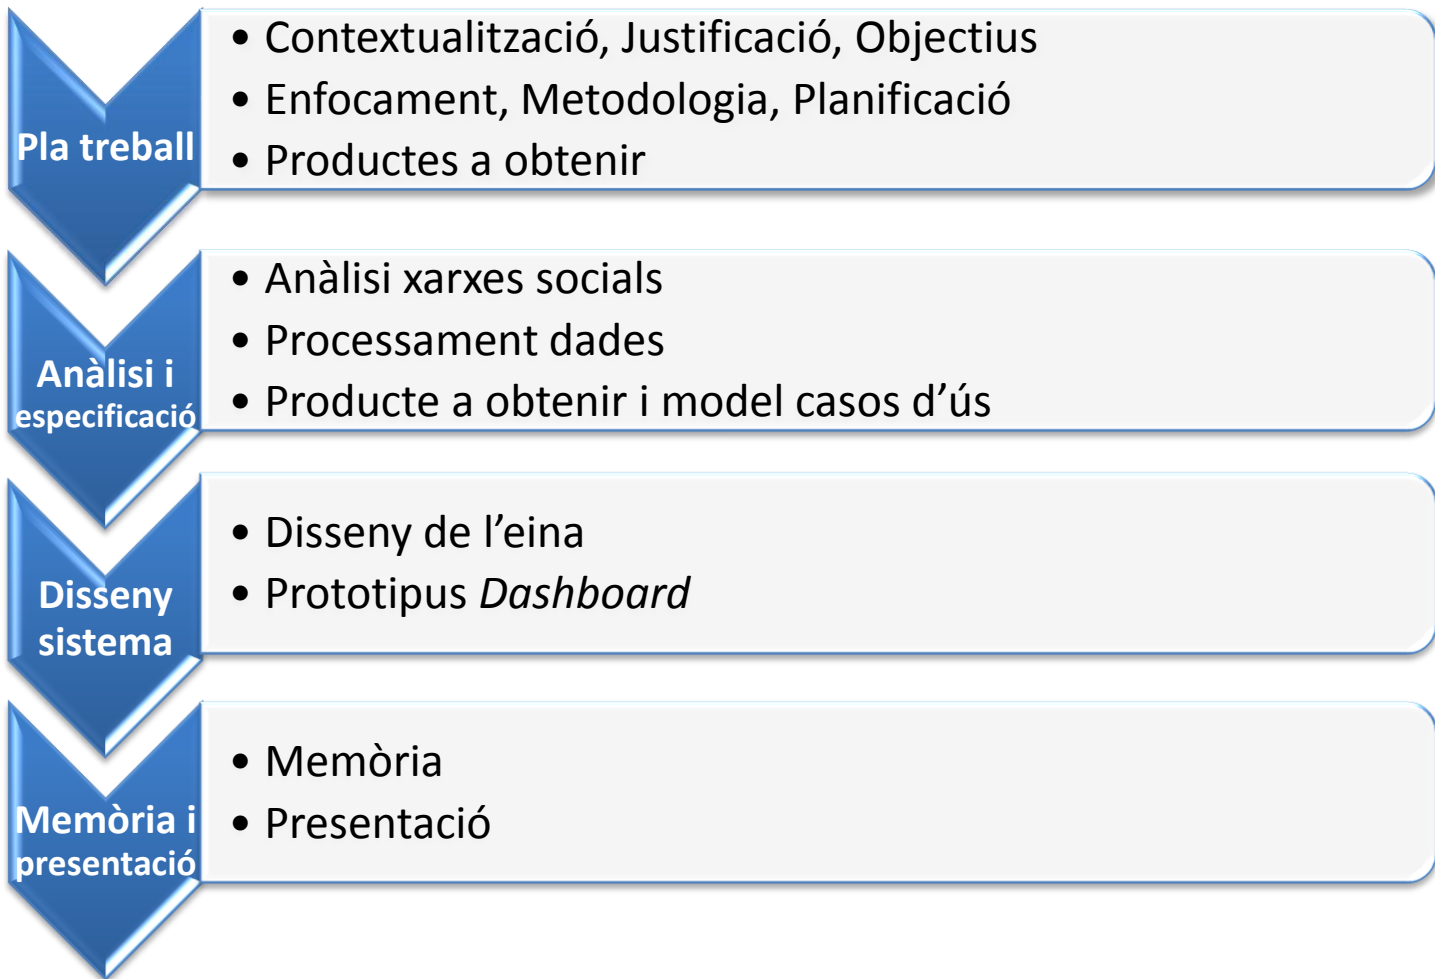 Pla treball
• Contextualització, Justificació, Objectius
• Enfocament, Metodologia, Planificació
• Productes a obtenir
Anàlisi i
especificació
• Anàlisi xarxes socials
• Processament dades
• Producte a obtenir i model casos d’ús
Disseny
sistema
• Disseny de l’eina
• Prototipus Dashboard
Memòria i
presentació
• Memòria
• Presentació